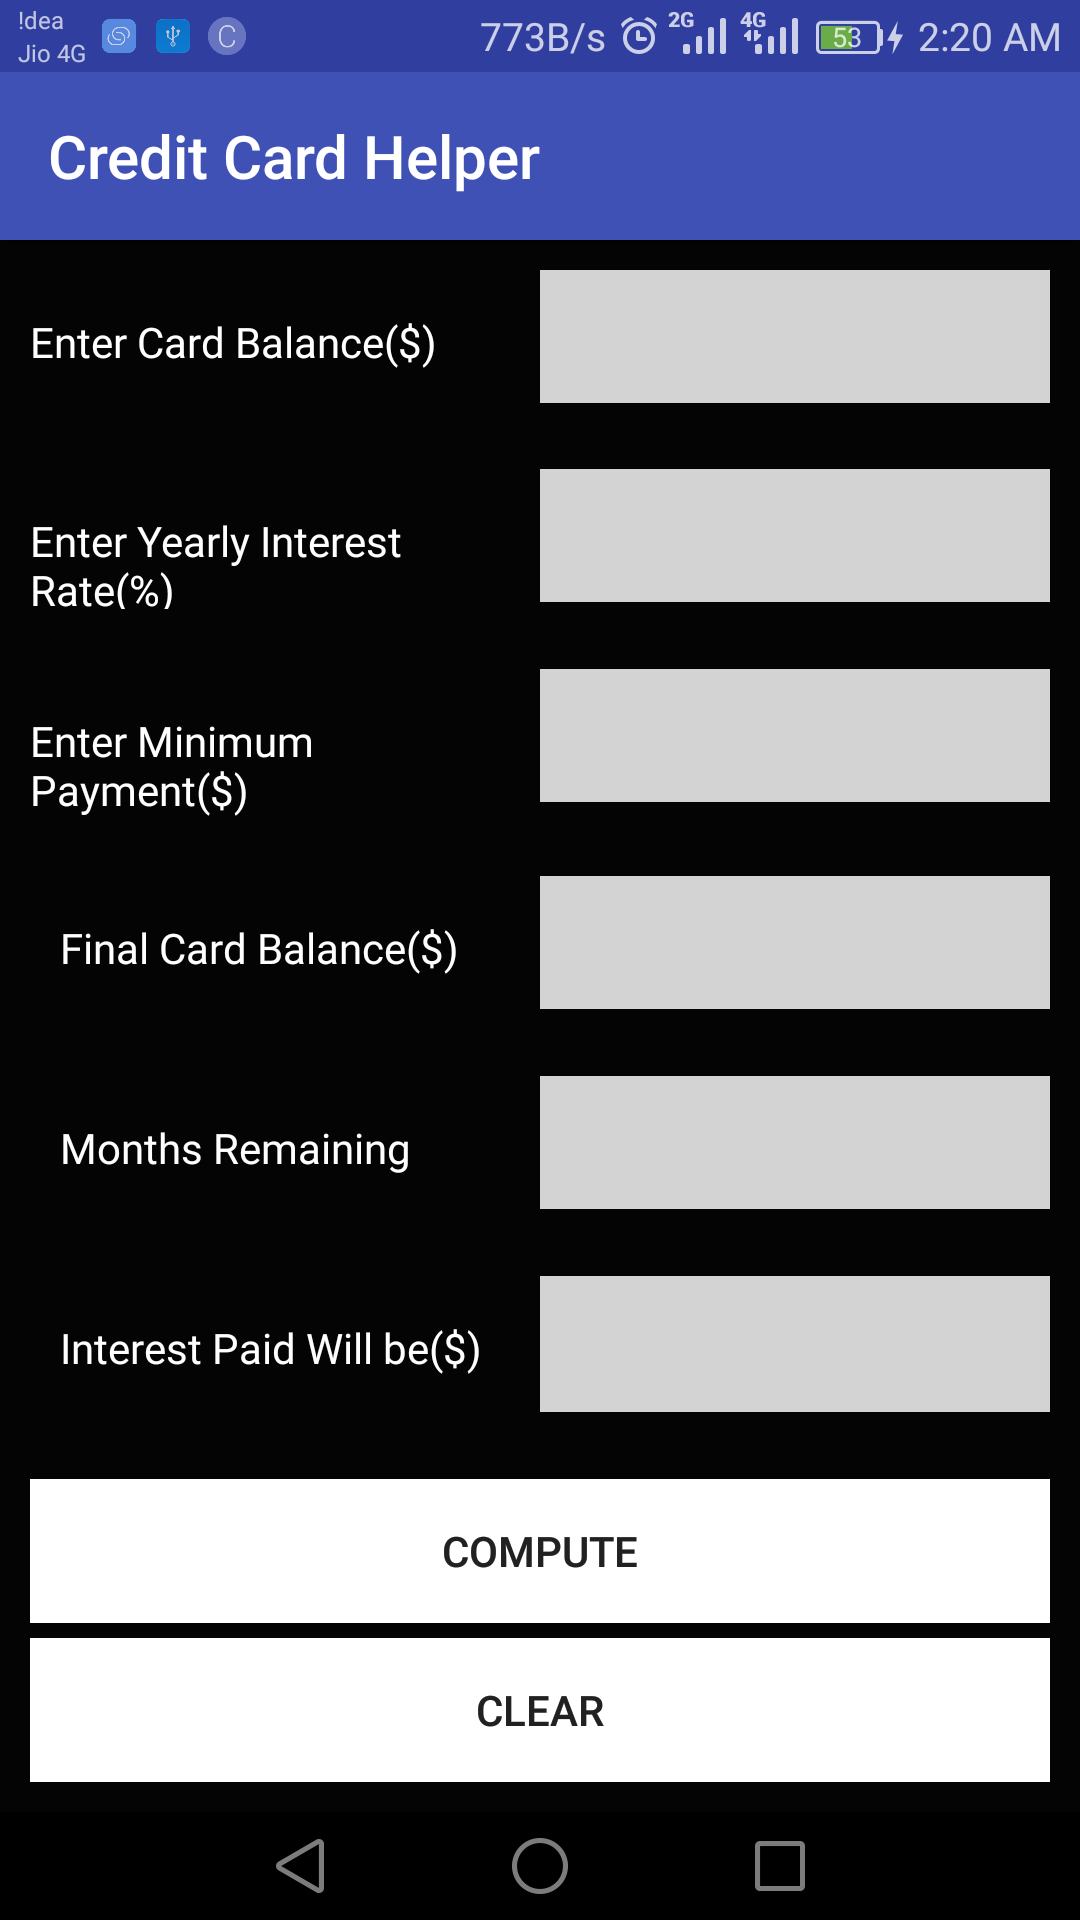 !dea
Jio 4G
773B/s 2G 4G 53 2:20 AM
Credit Card Helper
Enter Card Balance($)
Enter Yearly Interest
Rate(%)
Enter Minimum
Payment($)
Final Card Balance($)
Months Remaining
Interest Paid Will be($)
COMPUTE
CLEAR